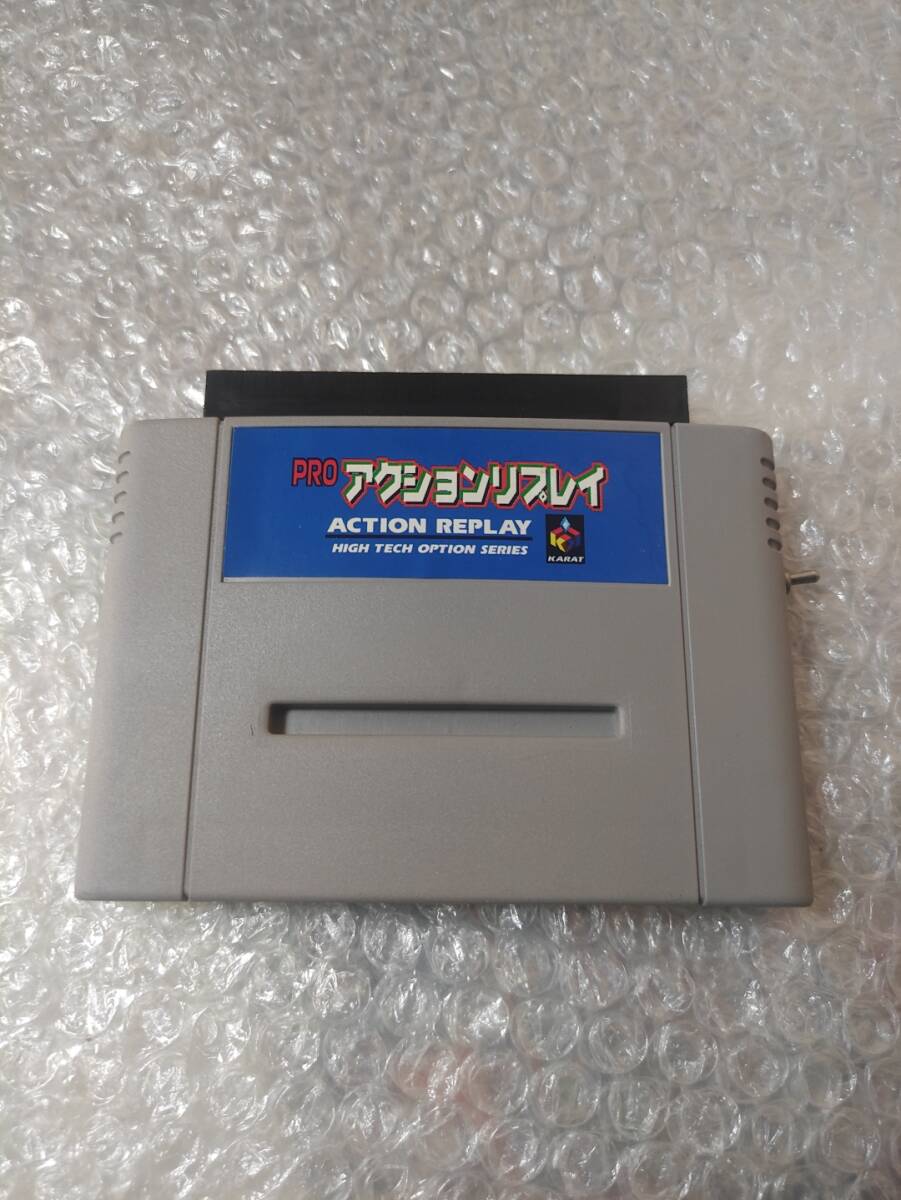 PRO アクションリプレイ
ACTION REPLAY
HIGH TECH OPTION SERIES
KARAT